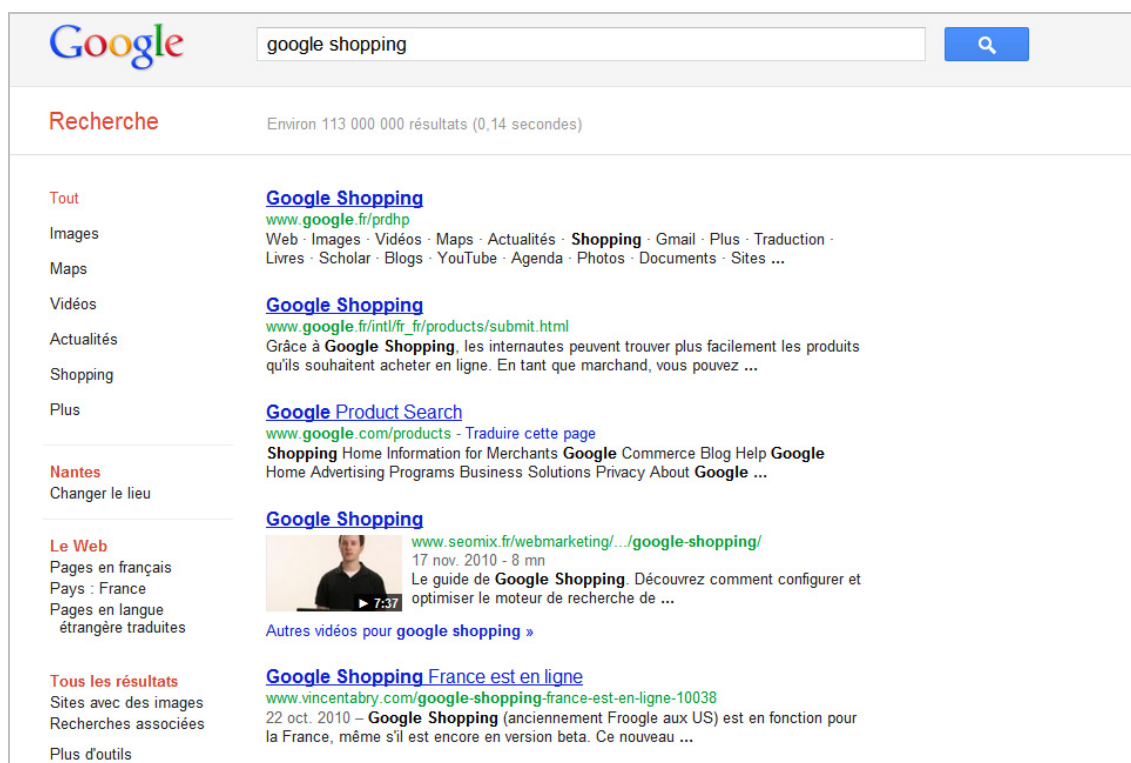 Google
google shopping
Recherche
Environ 113 000 000 résultats (0,14 secondes)
Tout
Images
Maps
Vidéos
Actualités
Shopping
Plus
Nantes
Changer le lieu
Le Web
Pages en français
Pays : France
Pages en langue
étrangère traduites
Tous les résultats
Sites avec des images
Recherches associées
Plus d'outils
Google Shopping
www.google.fr/prdhp
Web · Images · Vidéos · Maps · Actualités · Shopping · Gmail · Plus · Traduction ·
Livres · Scholar · Blogs · YouTube · Agenda · Photos · Documents · Sites ...
Google Shopping
www.google.fr/intl/fr_fr/products/submit.html
Grâce à Google Shopping, les internautes peuvent trouver plus facilement les produits
qu'ils souhaitent acheter en ligne. En tant que marchand, vous pouvez ...
Google Product Search
www.google.com/products - Traduire cette page
Shopping Home Information for Merchants Google Commerce Blog Help Google
Home Advertising Programs Business Solutions Privacy About Google ...
Google Shopping
www.seomix.fr/webmarketing/.../google-shopping/
17 nov. 2010 - 8 mn
Le guide de Google Shopping. Découvrez comment configurer et
optimiser le moteur de recherche de ...
7:37
Autres vidéos pour google shopping »
Google Shopping France est en ligne
www.vincentabry.com/google-shopping-france-est-en-ligne-10038
22 oct. 2010 – Google Shopping (anciennement Froogle aux US) est en fonction pour
la France, même s'il est encore en version beta. Ce nouveau ...